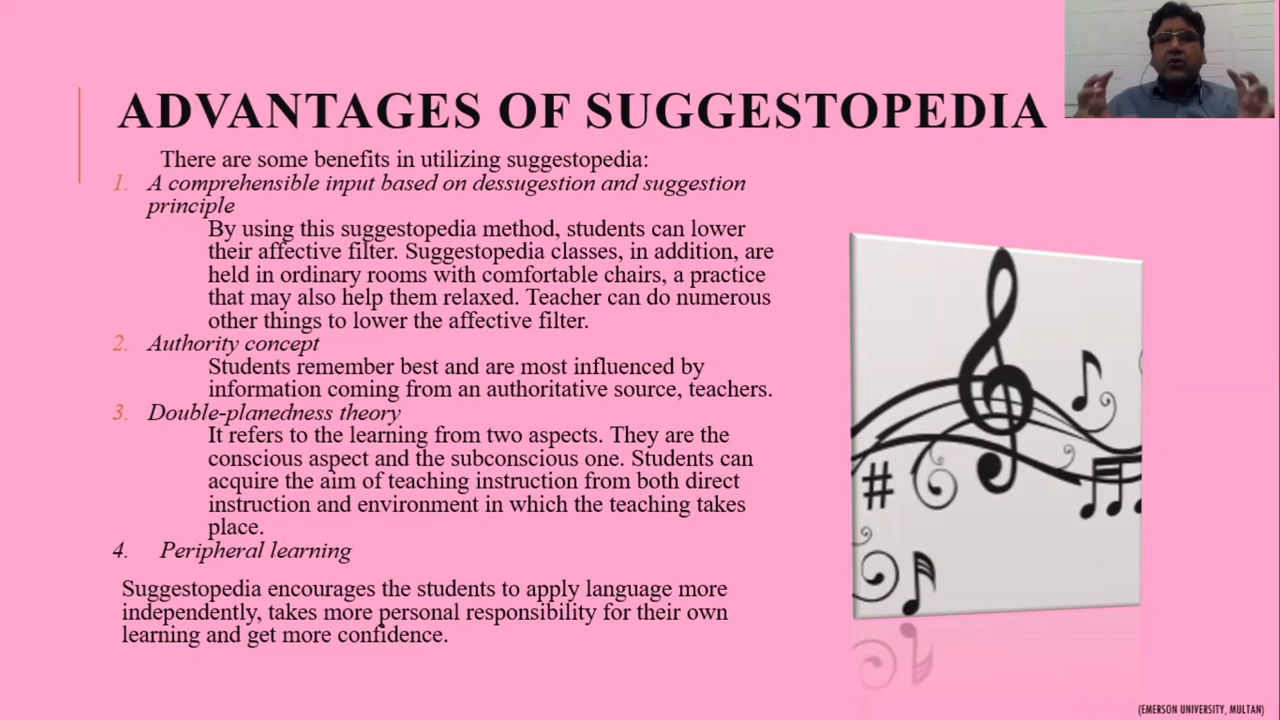 ADVANTAGES OF SUGGESTOPEDIA
There are some benefits in utilizing suggestopedia:
1. A comprehensible input based on dessugestion and suggestion
principle
By using this suggestopedia method, students can lower
their affective filter. Suggestopedia classes, in addition, are
held in ordinary rooms with comfortable chairs, a practice
that may also help them relaxed. Teacher can do numerous
other things to lower the affective filter.
2. Authority concept
Students remember best and are most influenced by
information coming from an authoritative source, teachers.
3. Double-planedness theory
It refers to the learning from two aspects. They are the
conscious aspect and the subconscious one. Students can
acquire the aim of teaching instruction from both direct
instruction and environment in which the teaching takes
place.
4. Peripheral learning
Suggestopedia encourages the students to apply language more
independently, takes more personal responsibility for their own
learning and get more confidence.
(EMERSON UNIVERSITY, MULTAN)